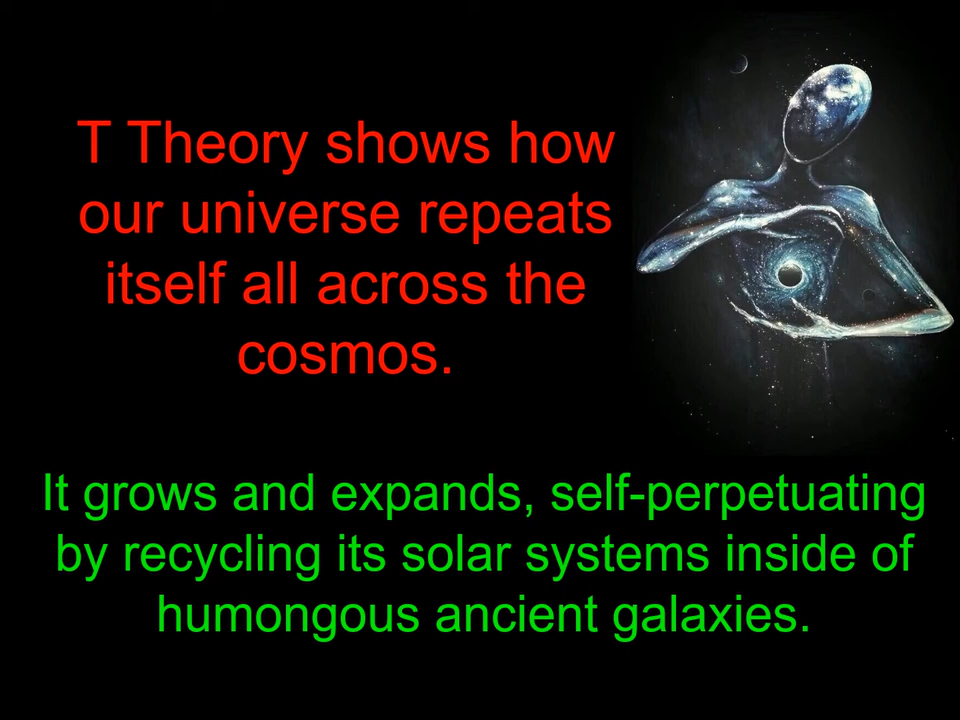 T Theory shows how
our universe repeats
itself all across the
cosmos.
It grows and expands, self-perpetuating
by recycling its solar systems inside of
humongous ancient galaxies.